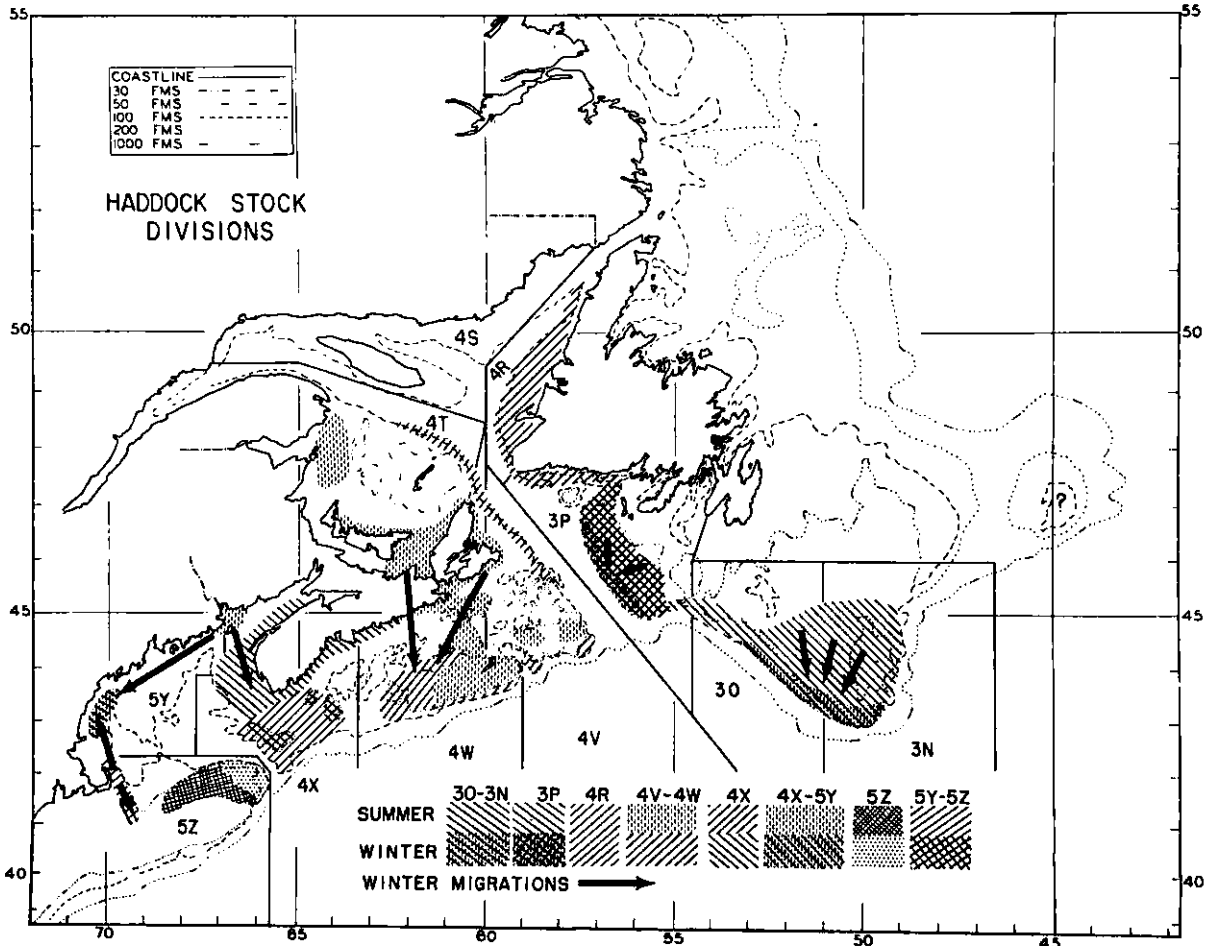 55
55
COASTLINE
30 FMS
50 FMS
100 FMS
200 FMS
1000 FMS
HADDOCK STOCK
DIVISIONS
50
50
4S
4R
4T
3P
?
45
45
5Y
3O
3N
4W
4V
4X
5Z
30-3N 3P 4R 4V-4W 4X 4X-5Y 5Z 5Y-5Z
SUMMER
WINTER
WINTER MIGRATIONS
40
40
70 65 60 55 50 45